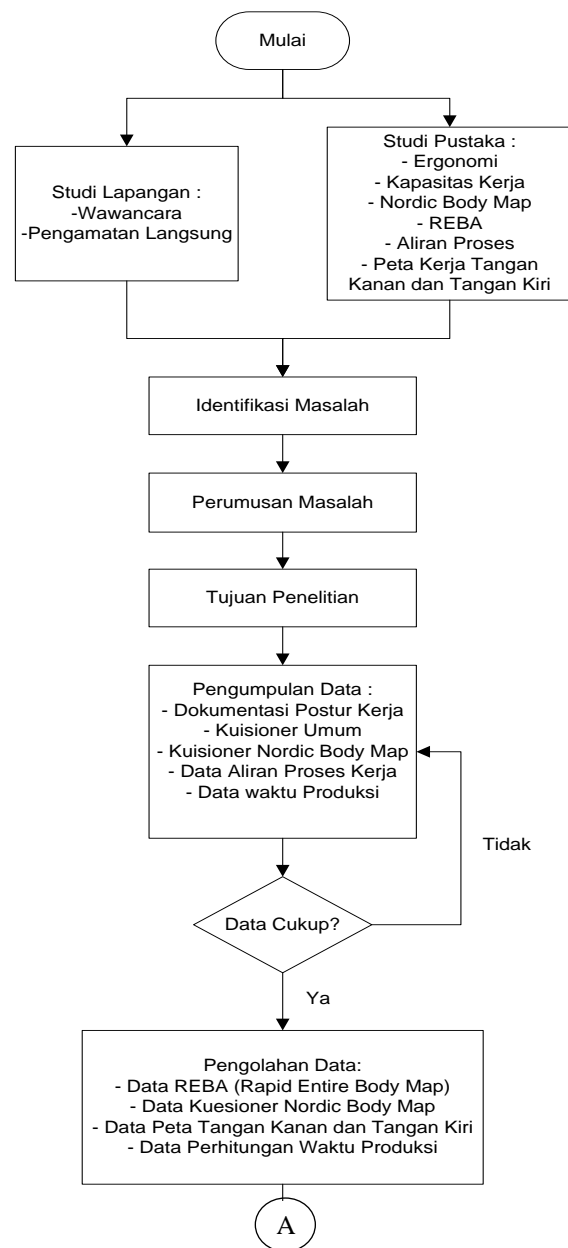 Mulai
Studi Lapangan :
-Wawancara
-Pengamatan Langsung
Studi Pustaka :
- Ergonomi
- Kapasitas Kerja
- Nordic Body Map
- REBA
- Aliran Proses
- Peta Kerja Tangan
Kanan dan Tangan Kiri
Identifikasi Masalah
Perumusan Masalah
Tujuan Penelitian
Pengumpulan Data :
- Dokumentasi Postur Kerja
- Kuisioner Umum
- Kuisioner Nordic Body Map
- Data Aliran Proses Kerja
- Data waktu Produksi
Tidak
Data Cukup?
Ya
Pengolahan Data:
- Data REBA (Rapid Entire Body Map)
- Data Kuesioner Nordic Body Map
- Data Peta Tangan Kanan dan Tangan Kiri
- Data Perhitungan Waktu Produksi
A